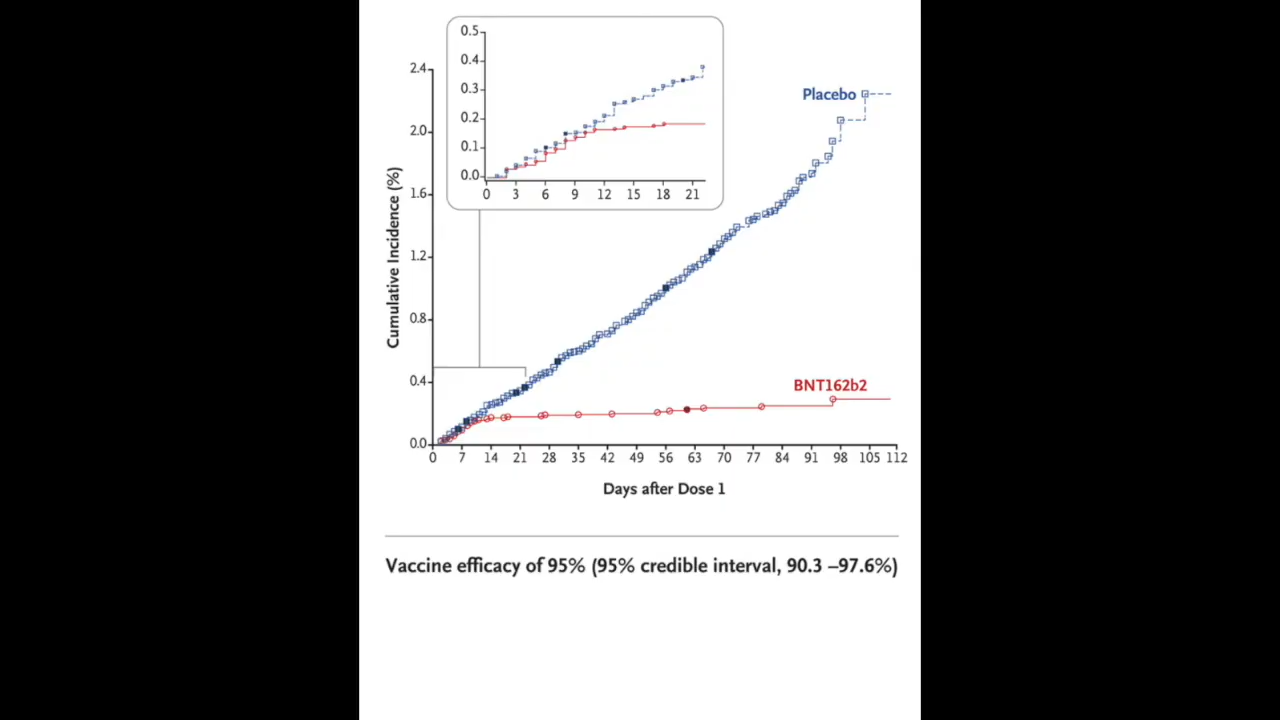 0.5
0.4
0.3
0.2
0.1
0.0
0 3 6 9 12 15 18 21
2.4
2.0
1.6
1.2
0.8
0.4
0.0
Cumulative Incidence (%)
Placebo
BNT162b2
0 7 14 21 28 35 42 49 56 63 70 77 84 91 98 105 112
Days after Dose 1
Vaccine efficacy of 95% (95% credible interval, 90.3 –97.6%)